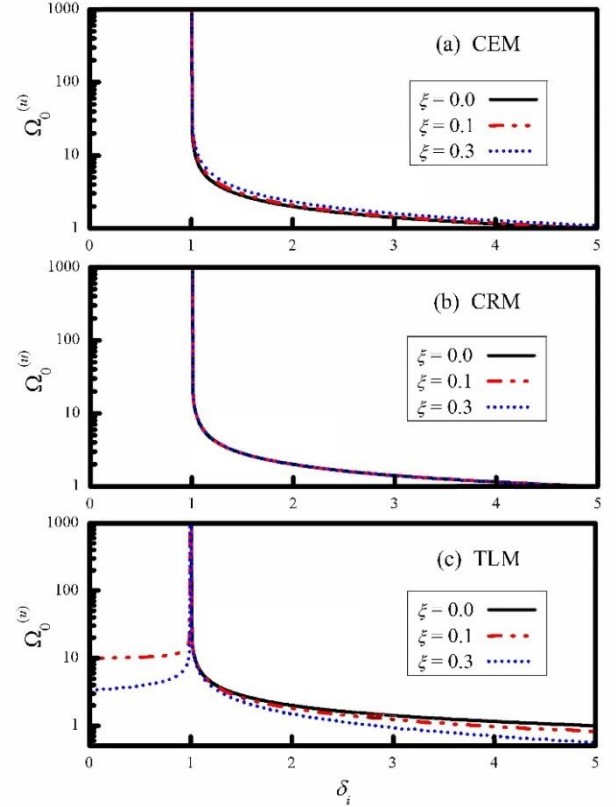 1000
100
10
1
Ω₀⁽ᵘ⁾
(a) CEM
ξ = 0.0
ξ = 0.1
ξ = 0.3
0 1 2 3 4 5
1000
100
10
1
Ω₀⁽ᵘ⁾
(b) CRM
ξ = 0.0
ξ = 0.1
ξ = 0.3
0 1 2 3 4 5
1000
100
10
1
Ω₀⁽ᵘ⁾
(c) TLM
ξ = 0.0
ξ = 0.1
ξ = 0.3
0 1 2 3 4 5
δᵢ